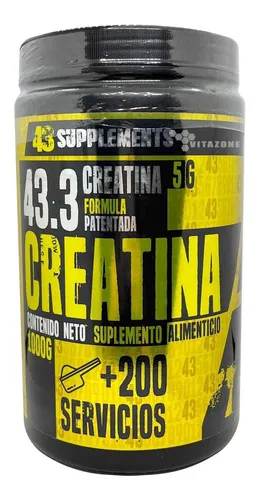 43 SUPPLEMENTS VITAZONE
43.3 CREATINA 5G
FORMULA
PATENTADA
CREATINA
CONTENIDO NETO SUPLEMENTO ALIMENTICIO
1000G
+200
SERVICIOS